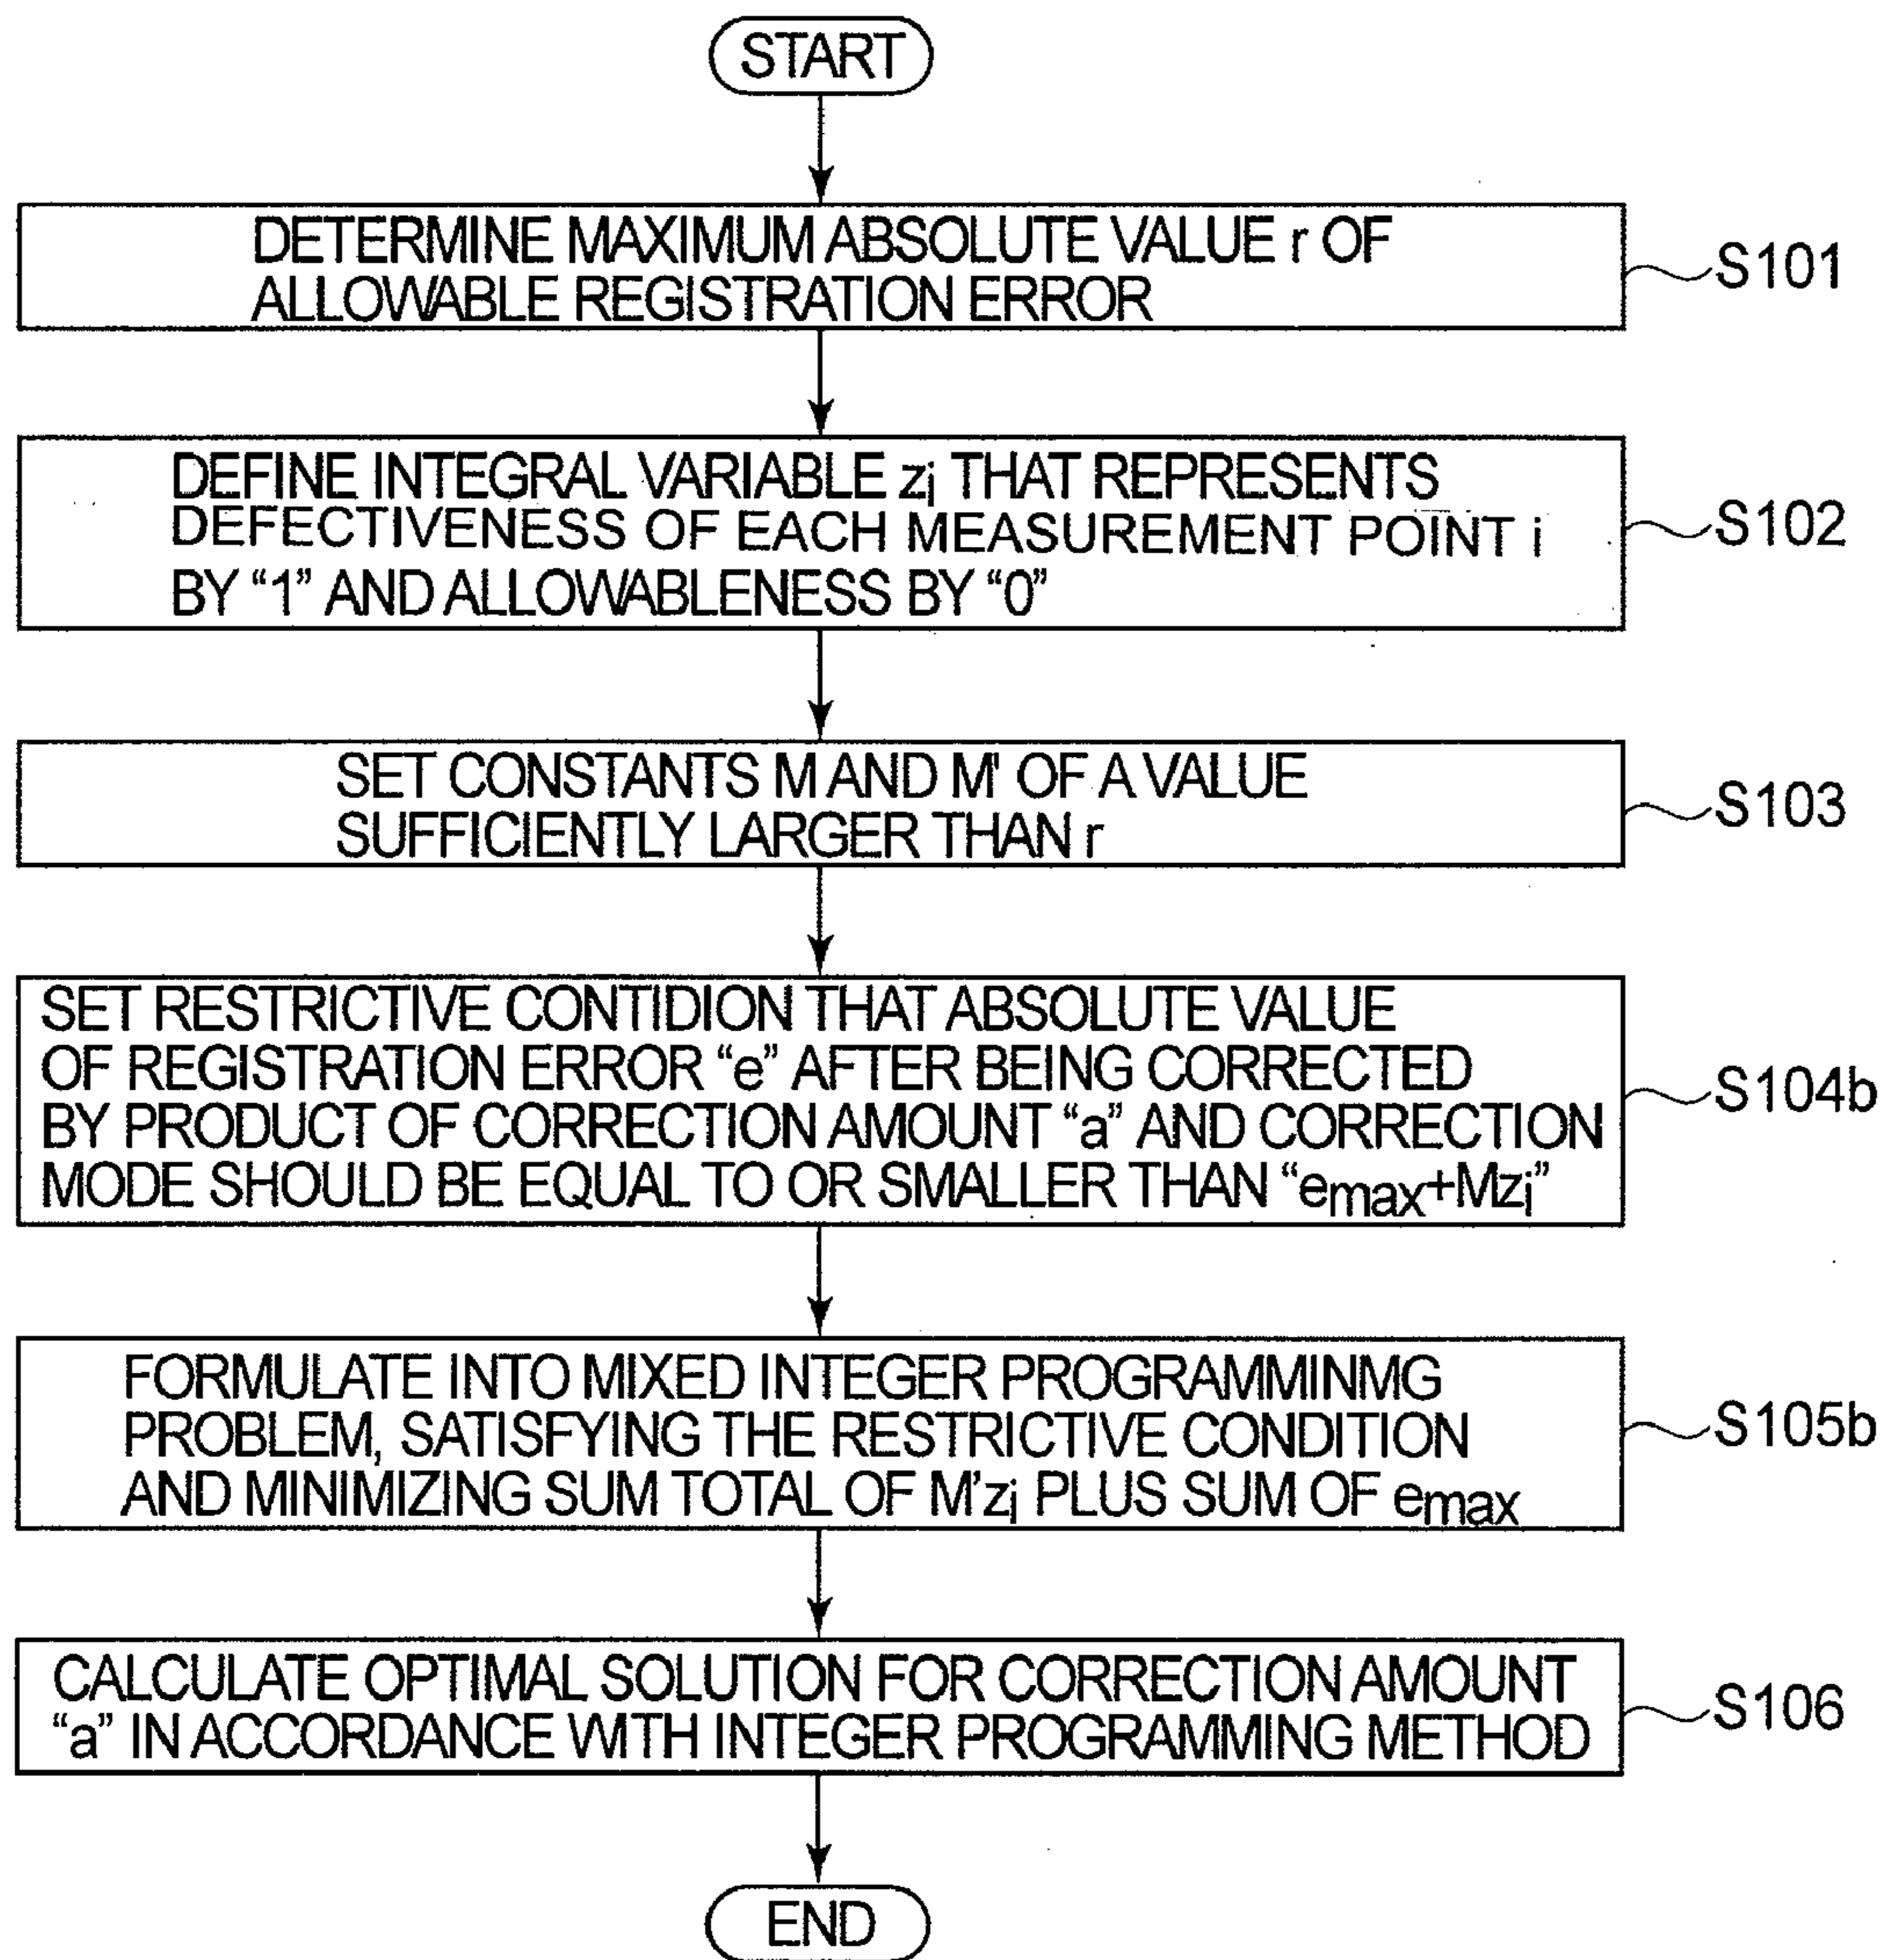 START
DETERMINE MAXIMUM ABSOLUTE VALUE r OF
ALLOWABLE REGISTRATION ERROR
S101
DEFINE INTEGRAL VARIABLE zi THAT REPRESENTS
DEFECTIVENESS OF EACH MEASUREMENT POINT i
BY “1” AND ALLOWABLENESS BY “0”
S102
SET CONSTANTS M AND M' OF A VALUE
SUFFICIENTLY LARGER THAN r
S103
SET RESTRICTIVE CONTIDION THAT ABSOLUTE VALUE
OF REGISTRATION ERROR “e” AFTER BEING CORRECTED
BY PRODUCT OF CORRECTION AMOUNT “a” AND CORRECTION
MODE SHOULD BE EQUAL TO OR SMALLER THAN “emax+Mzi”
S104b
FORMULATE INTO MIXED INTEGER PROGRAMMINMG
PROBLEM, SATISFYING THE RESTRICTIVE CONDITION
AND MINIMIZING SUM TOTAL OF M'zi PLUS SUM OF emax
S105b
CALCULATE OPTIMAL SOLUTION FOR CORRECTION AMOUNT
“a” IN ACCORDANCE WITH INTEGER PROGRAMMING METHOD
S106
END